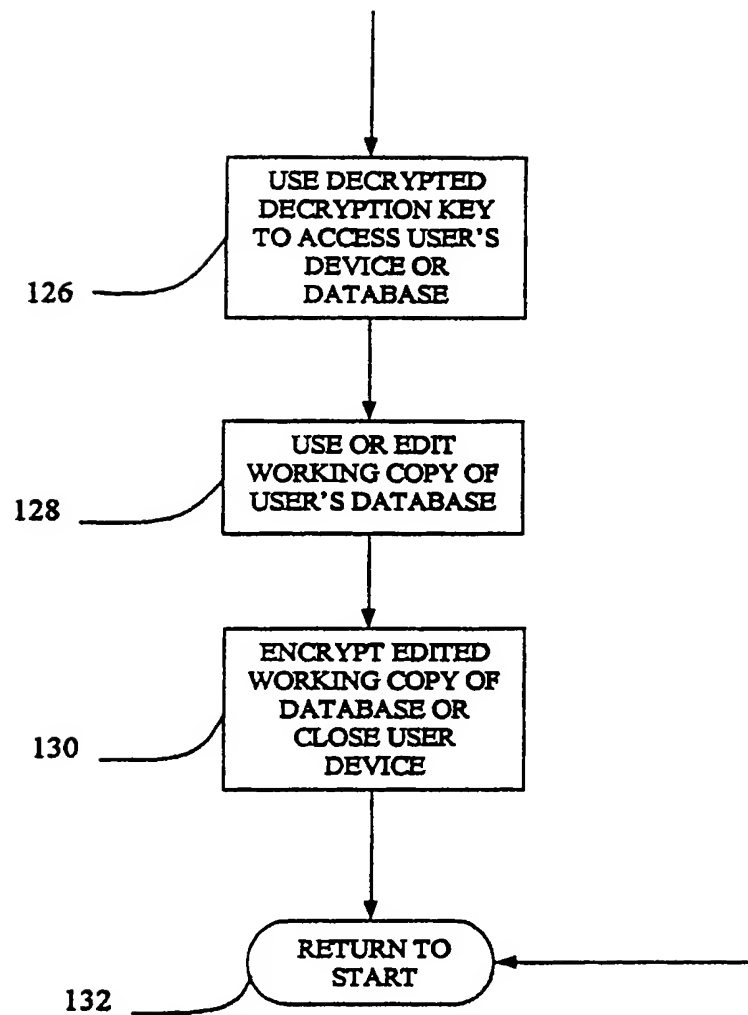 USE DECRYPTED
DECRYPTION KEY
TO ACCESS USER'S
DEVICE OR
DATABASE
126
USE OR EDIT
WORKING COPY OF
USER'S DATABASE
128
ENCRYPT EDITED
WORKING COPY OF
DATABASE OR
CLOSE USER
DEVICE
130
RETURN TO
START
132